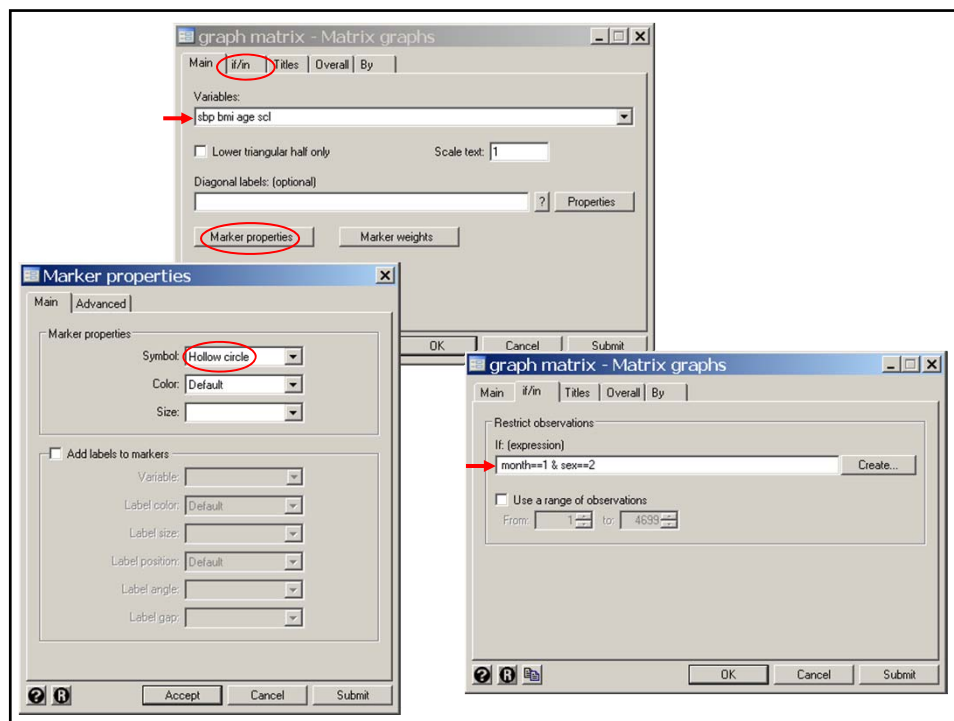 graph matrix - Matrix graphs
Main if/in Titles Overall By
Variables:
sbp bmi age scl
Lower triangular half only Scale text: 1
Diagonal labels: (optional)
? Properties
Marker properties Marker weights
OK Cancel Submit
Marker properties
Main Advanced
Marker properties
Symbol: Hollow circle
Color: Default
Size:
Add labels to markers
Variable:
Label color: Default
Label size:
Label position: Default
Label angle:
Label gap:
? R Accept Cancel Submit
graph matrix - Matrix graphs
Main if/in Titles Overall By
Restrict observations
If: (expression)
month==1 & sex==2 Create...
Use a range of observations
From: 1 to: 4699
? R OK Cancel Submit